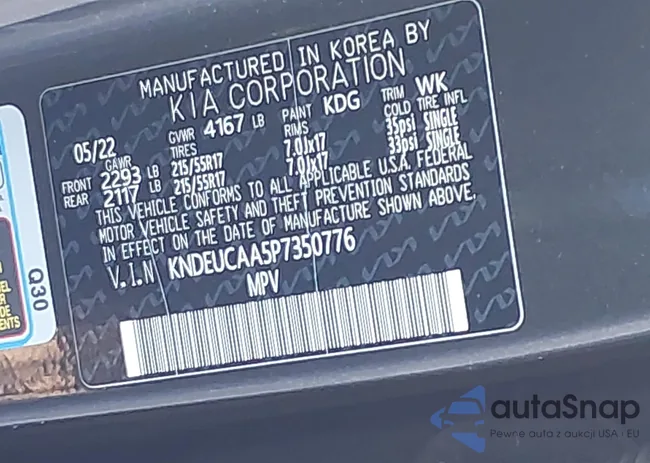 MANUFACTURED IN KOREA BY
KIA CORPORATION
05/22 GVWR 4167 LB PAINT KDG TRIM WK
GAWR TIRES RIMS COLD TIRE INFL
FRONT 2293 LB 215/55R17 7.0Jx17 35psi SINGLE
REAR 2117 LB 215/55R17 7.0Jx17 33psi SINGLE
THIS VEHICLE CONFORMS TO ALL APPLICABLE U.S.A. FEDERAL
MOTOR VEHICLE SAFETY AND THEFT PREVENTION STANDARDS
IN EFFECT ON THE DATE OF MANUFACTURE SHOWN ABOVE.
V.I.N KNDEUCAA5P7350776
MPV
Q30
ENTS
autaSnap
Pewne auta z aukcji USA i EU